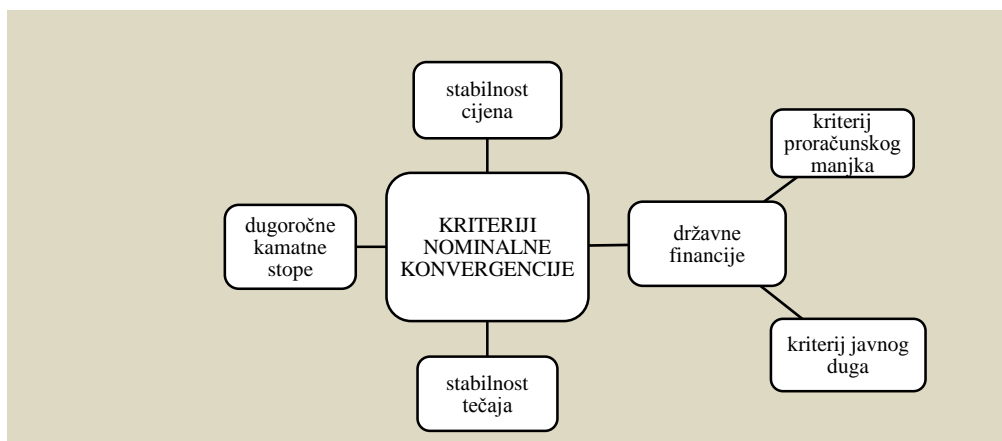 stabilnost
cijena
kriterij
proračunskog
manjka
dugoročne
kamatne
stope
KRITERIJI
NOMINALNE
KONVERGENCIJE
državne
financije
kriterij javnog
duga
stabilnost
tečaja